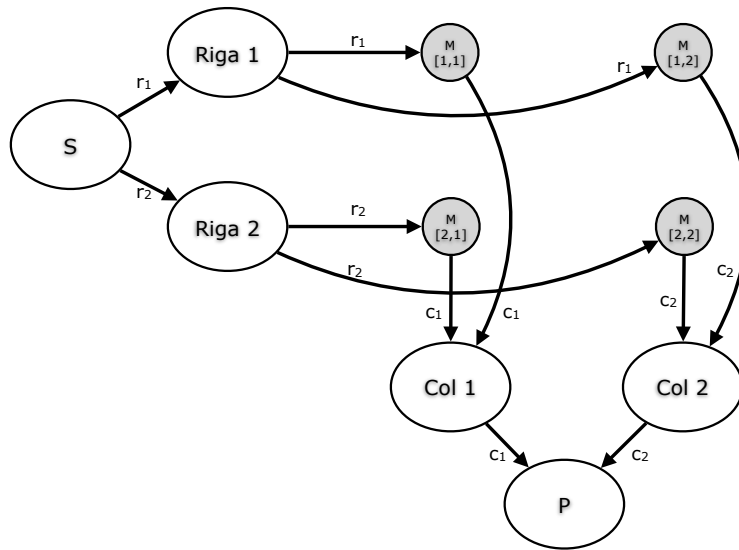 Riga 1
r1
M
[1,1]
r1
M
[1,2]
r1
S
r2
Riga 2
r2
M
[2,1]
r2
M
[2,2]
c1
c1
c2
c2
Col 1
Col 2
c1
c2
P